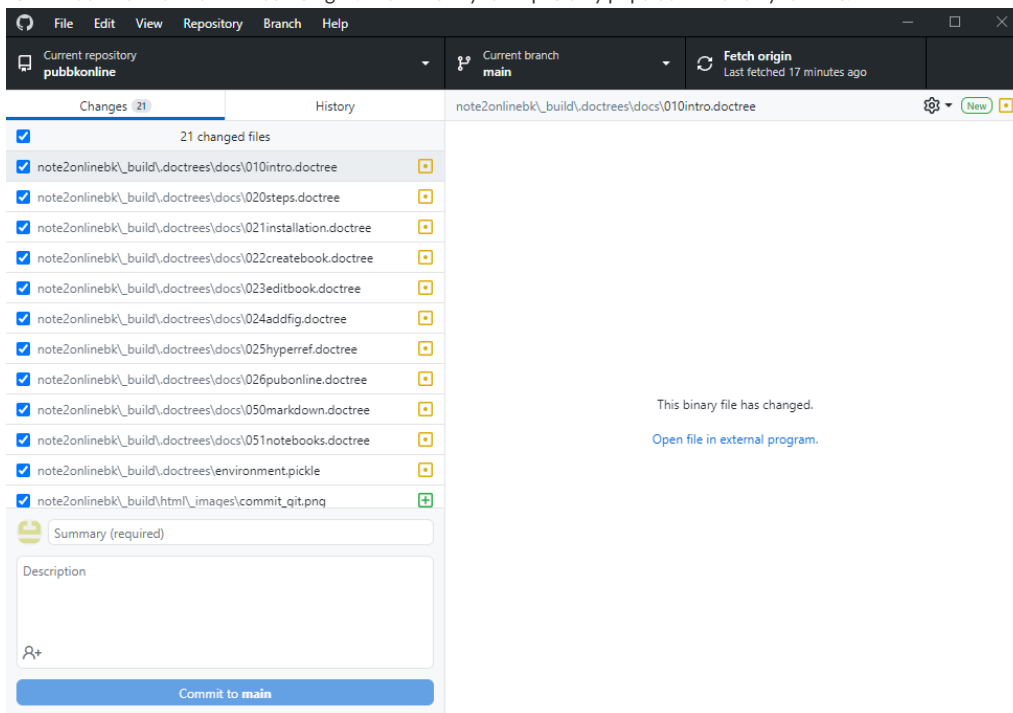 File Edit View Repository Branch Help
Current repository
pubbkonline
Current branch
main
Fetch origin
Last fetched 17 minutes ago
Changes 21
History
note2onlinebk\_build\.doctrees\docs\010intro.doctree
New
21 changed files
note2onlinebk\_build\.doctrees\docs\010intro.doctree
note2onlinebk\_build\.doctrees\docs\020steps.doctree
note2onlinebk\_build\.doctrees\docs\021installation.doctree
note2onlinebk\_build\.doctrees\docs\022createbook.doctree
note2onlinebk\_build\.doctrees\docs\023editbook.doctree
note2onlinebk\_build\.doctrees\docs\024addfig.doctree
note2onlinebk\_build\.doctrees\docs\025hyperref.doctree
note2onlinebk\_build\.doctrees\docs\026pubonline.doctree
note2onlinebk\_build\.doctrees\docs\050markdown.doctree
note2onlinebk\_build\.doctrees\docs\051notebooks.doctree
note2onlinebk\_build\.doctrees\environment.pickle
note2onlinebk\_build\html\_images\commit_git.png
Summary (required)
Description
Commit to main
This binary file has changed.
Open file in external program.